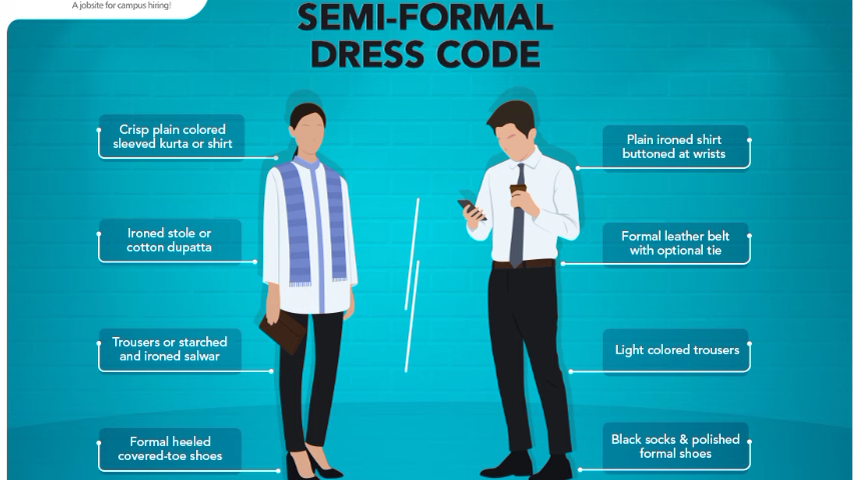 A jobsite for campus hiring!
SEMI-FORMAL
DRESS CODE
Crisp plain colored
sleeved kurta or shirt
Ironed stole or
cotton dupatta
Trousers or starched
and ironed salwar
Formal heeled
covered-toe shoes
Plain ironed shirt
buttoned at wrists
Formal leather belt
with optional tie
Light colored trousers
Black socks & polished
formal shoes